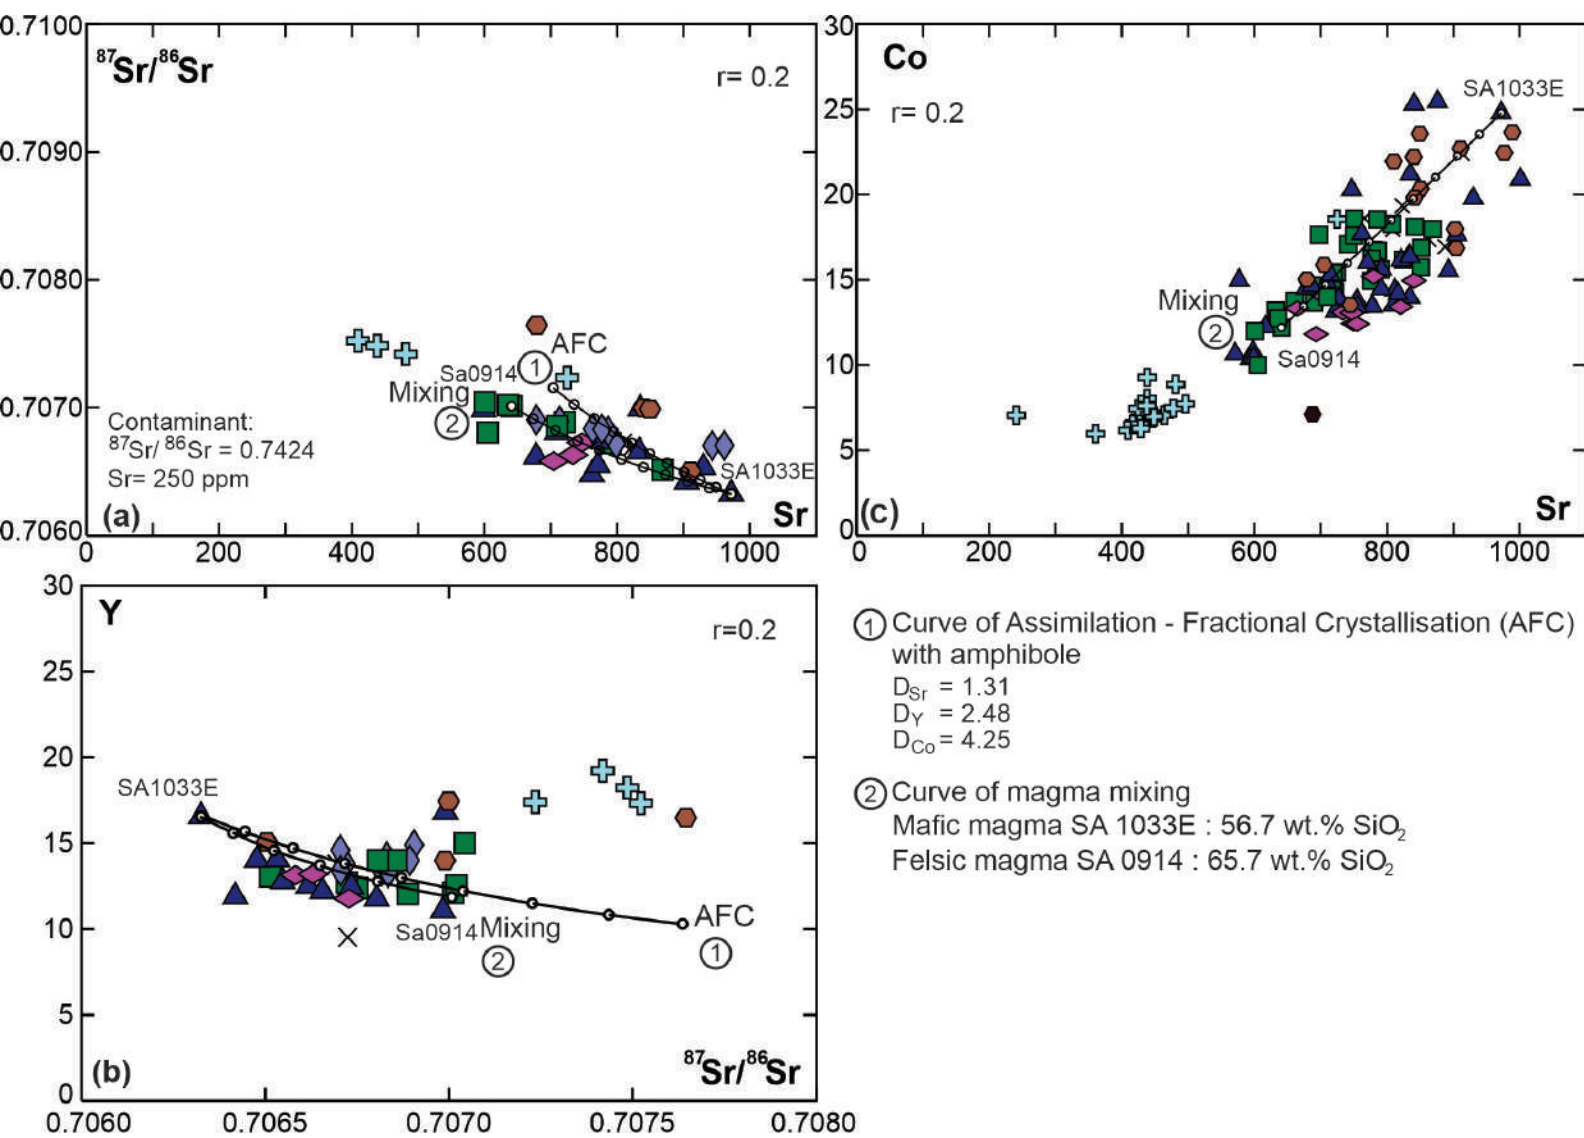 0.7100
0.7090
0.7080
0.7070
0.7060
⁸⁷Sr/⁸⁶Sr
r= 0.2
AFC
1
Sa0914
Mixing
2
Contaminant:
⁸⁷Sr/ ⁸⁶Sr = 0.7424
Sr= 250 ppm
SA1033E
(a)
Sr
0 200 400 600 800 1000
30
25
20
15
10
5
0
Co
r= 0.2
SA1033E
Mixing
2
Sa0914
(c)
Sr
0 200 400 600 800 1000
30
25
20
15
10
5
0
Y
r=0.2
SA1033E
Sa0914
Mixing
2
AFC
1
(b)
⁸⁷Sr/⁸⁶Sr
0.7060 0.7065 0.7070 0.7075 0.7080
1 Curve of Assimilation - Fractional Crystallisation (AFC)
with amphibole
D_Sr = 1.31
D_Y = 2.48
D_Co = 4.25
2 Curve of magma mixing
Mafic magma SA 1033E : 56.7 wt.% SiO₂
Felsic magma SA 0914 : 65.7 wt.% SiO₂